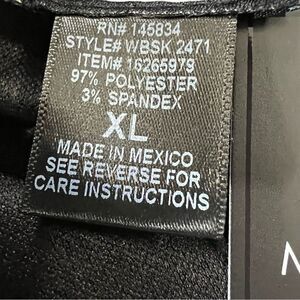 RN# 145834
STYLE# WBSK 2471
ITEM# 16265979
97% POLYESTER
3% SPANDEX
XL
MADE IN MEXICO
SEE REVERSE FOR
CARE INSTRUCTIONS